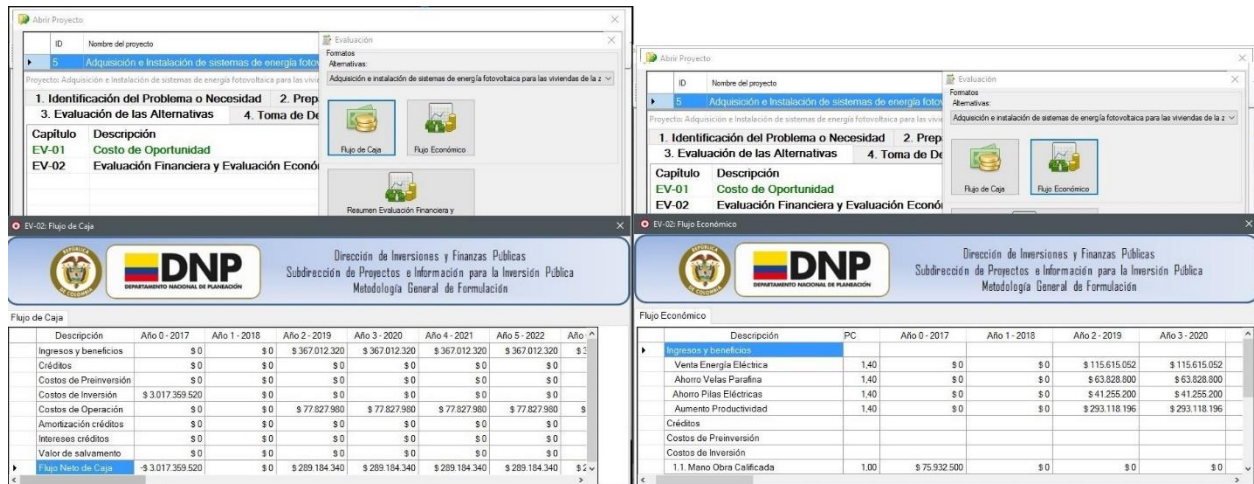 Abrir Proyecto
ID Nombre del proyecto
5 Adquisición e Instalación de sistemas de energía
Proyecto: Adquisición e Instalación de sistemas de energía fotovoltaica para las
1. Identificación del Problema o Necesidad 2. Prep
3. Evaluación de las Alternativas 4. Toma de De
Capítulo Descripción
EV-01 Costo de Oportunidad
EV-02 Evaluación Financiera y Evaluación Econó
Evaluación
Formatos
Alternativas:
Adquisición e instalación de sistemas de energía fotovoltaica para las viviendas de la z
Flujo de Caja Flujo Económico
Resumen Evaluación Financiera y
EV-02: Flujo de Caja
REPÚBLICA DE COLOMBIA
DNP
DEPARTAMENTO NACIONAL DE PLANEACIÓN
Dirección de Inversiones y Finanzas Públicas
Subdirección de Proyectos e Información para la Inversión Pública
Metodología General de Formulación
Flujo de Caja
Descripción Año 0 - 2017 Año 1 - 2018 Año 2 - 2019 Año 3 - 2020 Año 4 - 2021 Año 5 - 2022 Año
Ingresos y beneficios $ 0 $ 0 $ 367.012.320 $ 367.012.320 $ 367.012.320 $ 367.012.320 $ 3
Créditos $ 0 $ 0 $ 0 $ 0 $ 0 $ 0
Costos de Preinversión $ 0 $ 0 $ 0 $ 0 $ 0 $ 0
Costos de Inversión $ 3.017.359.520 $ 0 $ 0 $ 0 $ 0 $ 0
Costos de Operación $ 0 $ 0 $ 77.827.980 $ 77.827.980 $ 77.827.980 $ 77.827.980 $
Amortización créditos $ 0 $ 0 $ 0 $ 0 $ 0 $ 0
Intereses créditos $ 0 $ 0 $ 0 $ 0 $ 0 $ 0
Valor de salvamento $ 0 $ 0 $ 0 $ 0 $ 0 $ 0
Flujo Neto de Caja -$ 3.017.359.520 $ 0 $ 289.184.340 $ 289.184.340 $ 289.184.340 $ 289.184.340 $ 2
Abrir Proyecto
ID Nombre del proyecto
5 Adquisición e Instalación de sistemas de energía
Proyecto: Adquisición e Instalación de sistemas de energía fotovoltaica para las
1. Identificación del Problema o Necesidad 2. Prep
3. Evaluación de las Alternativas 4. Toma de De
Capítulo Descripción
EV-01 Costo de Oportunidad
EV-02 Evaluación Financiera y Evaluación Econó
Evaluación
Formatos
Alternativas:
Adquisición e instalación de sistemas de energía fotovoltaica para las viviendas de la z
Flujo de Caja Flujo Económico
EV-02: Flujo Económico
REPÚBLICA DE COLOMBIA
DNP
DEPARTAMENTO NACIONAL DE PLANEACIÓN
Dirección de Inversiones y Finanzas Públicas
Subdirección de Proyectos e Información para la Inversión Pública
Metodología General de Formulación
Flujo Económico
Descripción PC Año 0 - 2017 Año 1 - 2018 Año 2 - 2019 Año 3 - 2020
Ingresos y beneficios
Venta Energía Eléctrica 1,40 $ 0 $ 0 $ 115.615.052 $ 115.615.052
Ahorro Velas Parafina 1,40 $ 0 $ 0 $ 63.828.800 $ 63.828.800
Ahorro Pilas Eléctricas 1,40 $ 0 $ 0 $ 41.255.200 $ 41.255.200
Aumento Productividad 1,40 $ 0 $ 0 $ 293.118.196 $ 293.118.196
Créditos
Costos de Preinversión
Costos de Inversión
1.1. Mano Obra Calificada 1,00 $ 75.932.500 $ 0 $ 0 $ 0